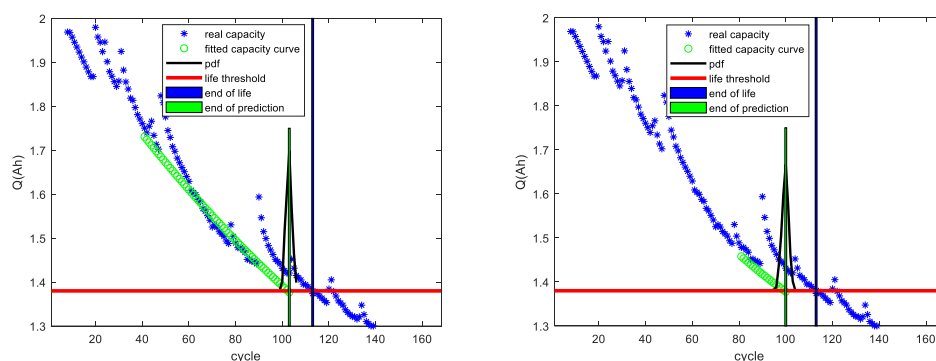 2
1.9
1.8
1.7
1.6
1.5
1.4
1.3
Q(Ah)
0 20 40 60 80 100 120 140 160
cycle
real capacity
fitted capacity curve
pdf
life threshold
end of life
end of prediction
2
1.9
1.8
1.7
1.6
1.5
1.4
1.3
Q(Ah)
0 20 40 60 80 100 120 140 160
cycle
real capacity
fitted capacity curve
pdf
life threshold
end of life
end of prediction